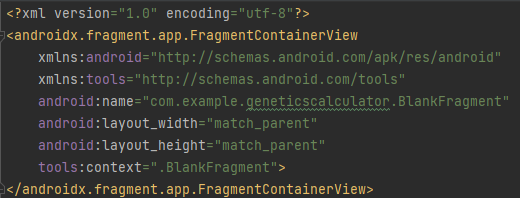 <?xml version="1.0" encoding="utf-8"?>
<androidx.fragment.app.FragmentContainerView
xmlns:android="http://schemas.android.com/apk/res/android"
xmlns:tools="http://schemas.android.com/tools"
android:name="com.example.geneticscalculator.BlankFragment"
android:layout_width="match_parent"
android:layout_height="match_parent"
tools:context=".BlankFragment">
</androidx.fragment.app.FragmentContainerView>